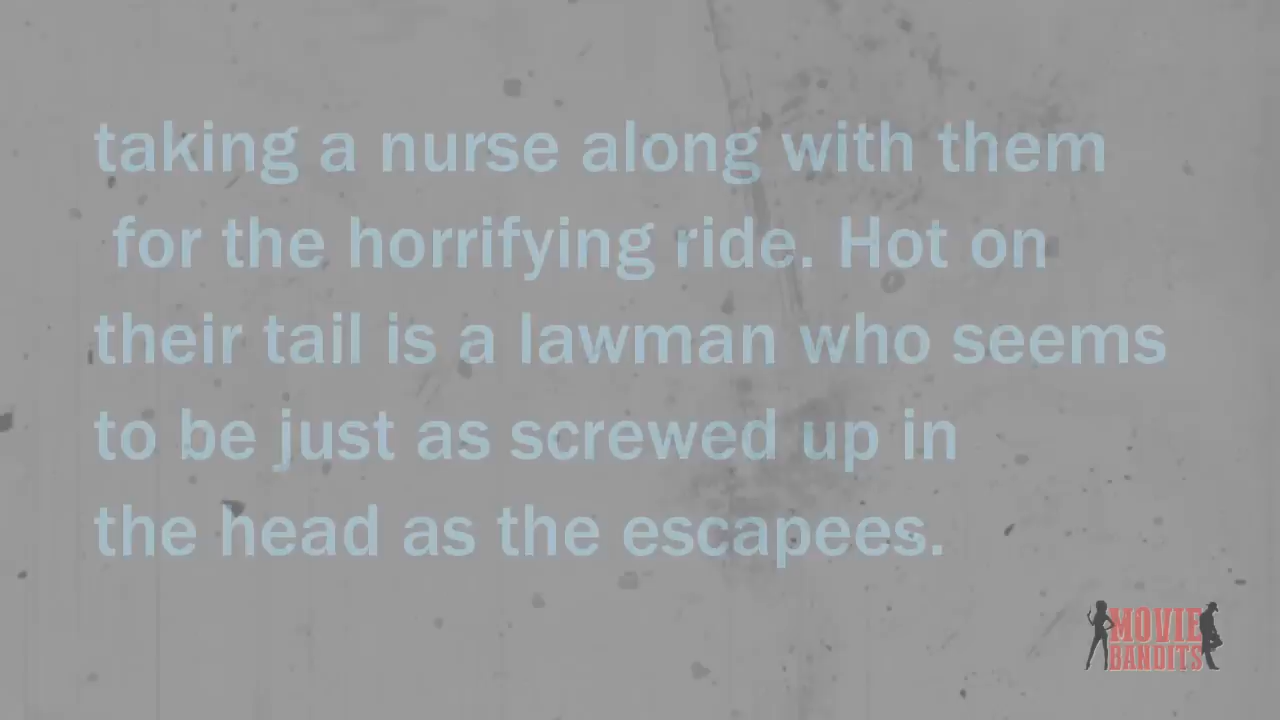 taking a nurse along with them
for the horrifying ride. Hot on
their tail is a lawman who seems
to be just as screwed up in
the head as the escapees.
MOVIE
BANDITS